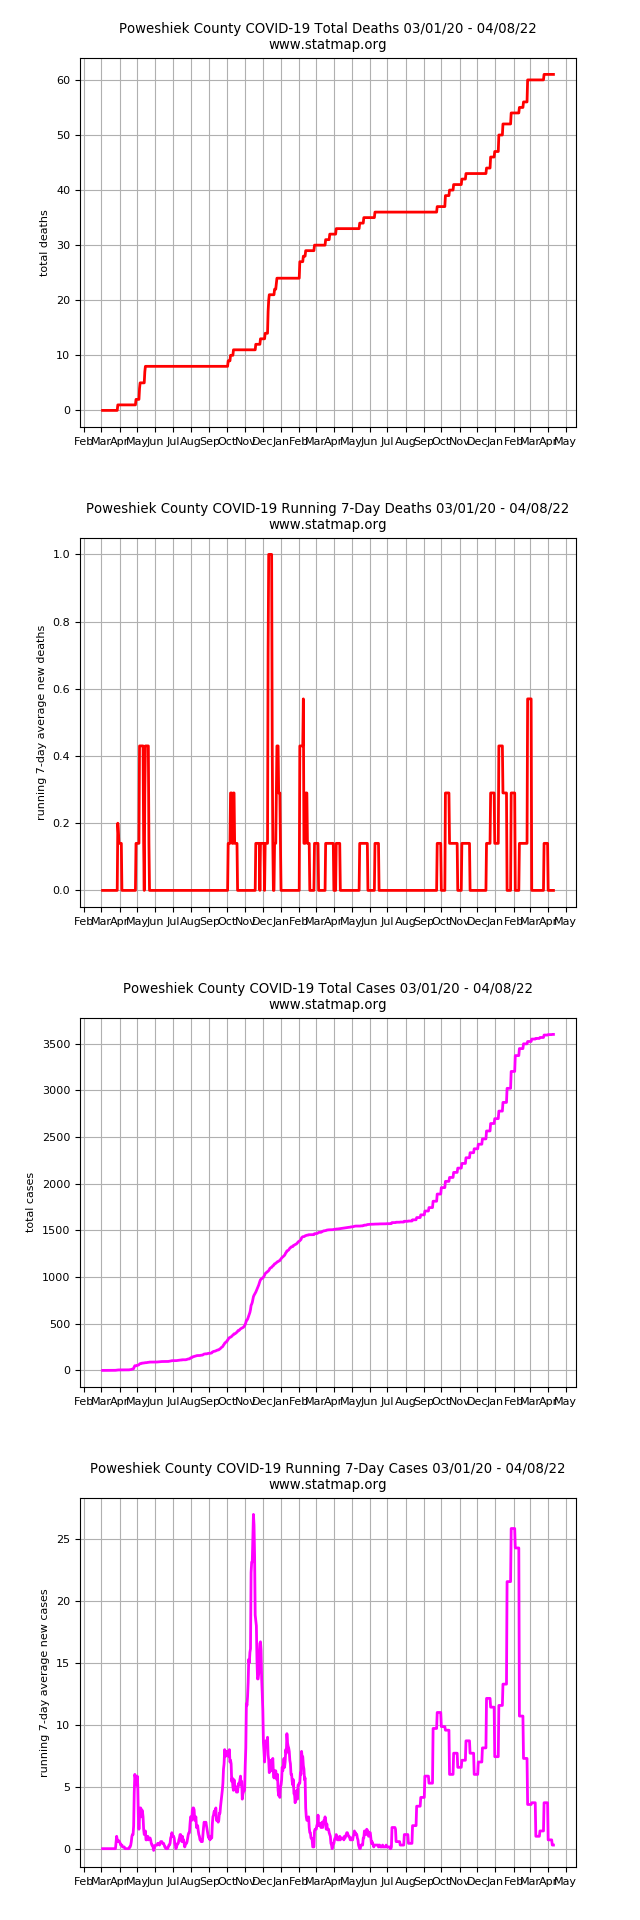 Poweshiek County COVID-19 Total Deaths 03/01/20 - 04/08/22
www.statmap.org
60
50
40
30
20
10
0
total deaths
Feb Mar Apr May Jun Jul Aug Sep Oct Nov Dec Jan Feb Mar Apr May Jun Jul Aug Sep Oct Nov Dec Jan Feb Mar Apr May
Poweshiek County COVID-19 Running 7-Day Deaths 03/01/20 - 04/08/22
www.statmap.org
1.0
0.8
0.6
0.4
0.2
0.0
running 7-day average new deaths
Feb Mar Apr May Jun Jul Aug Sep Oct Nov Dec Jan Feb Mar Apr May Jun Jul Aug Sep Oct Nov Dec Jan Feb Mar Apr May
Poweshiek County COVID-19 Total Cases 03/01/20 - 04/08/22
www.statmap.org
3500
3000
2500
2000
1500
1000
500
0
total cases
Feb Mar Apr May Jun Jul Aug Sep Oct Nov Dec Jan Feb Mar Apr May Jun Jul Aug Sep Oct Nov Dec Jan Feb Mar Apr May
Poweshiek County COVID-19 Running 7-Day Cases 03/01/20 - 04/08/22
www.statmap.org
25
20
15
10
5
0
running 7-day average new cases
Feb Mar Apr May Jun Jul Aug Sep Oct Nov Dec Jan Feb Mar Apr May Jun Jul Aug Sep Oct Nov Dec Jan Feb Mar Apr May